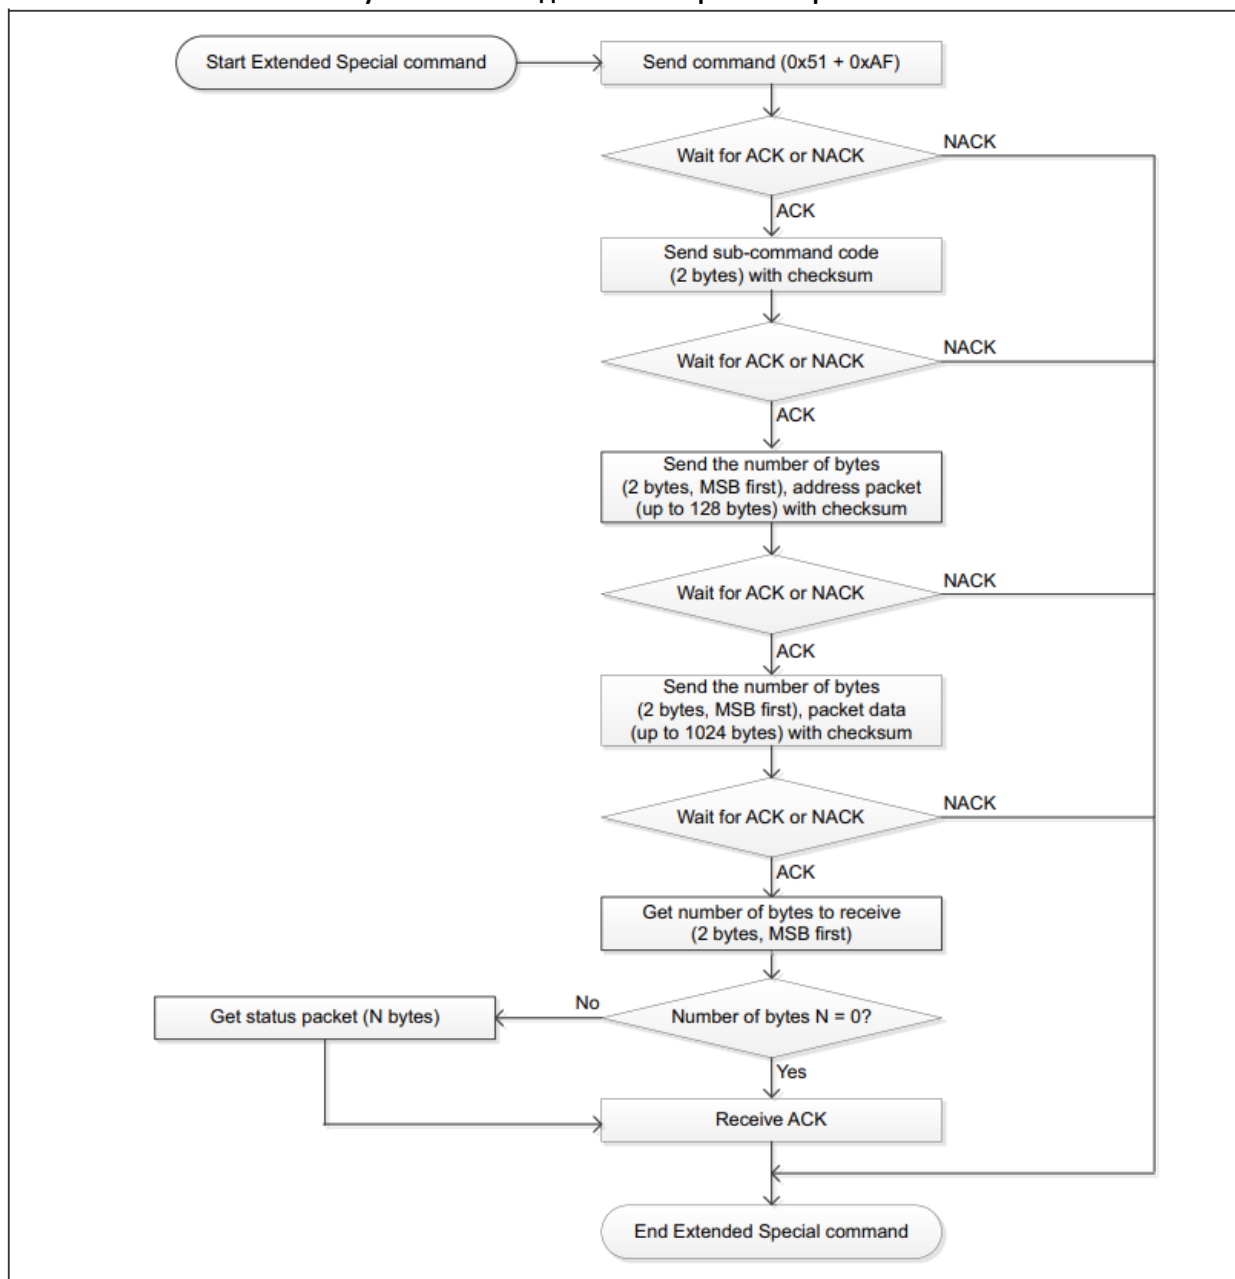 Start Extended Special command
Send command (0x51 + 0xAF)
Wait for ACK or NACK
NACK
ACK
Send sub-command code
(2 bytes) with checksum
Wait for ACK or NACK
NACK
ACK
Send the number of bytes
(2 bytes, MSB first), address packet
(up to 128 bytes) with checksum
Wait for ACK or NACK
NACK
ACK
Send the number of bytes
(2 bytes, MSB first), packet data
(up to 1024 bytes) with checksum
Wait for ACK or NACK
NACK
ACK
Get number of bytes to receive
(2 bytes, MSB first)
No
Get status packet (N bytes)
Number of bytes N = 0?
Yes
Receive ACK
End Extended Special command